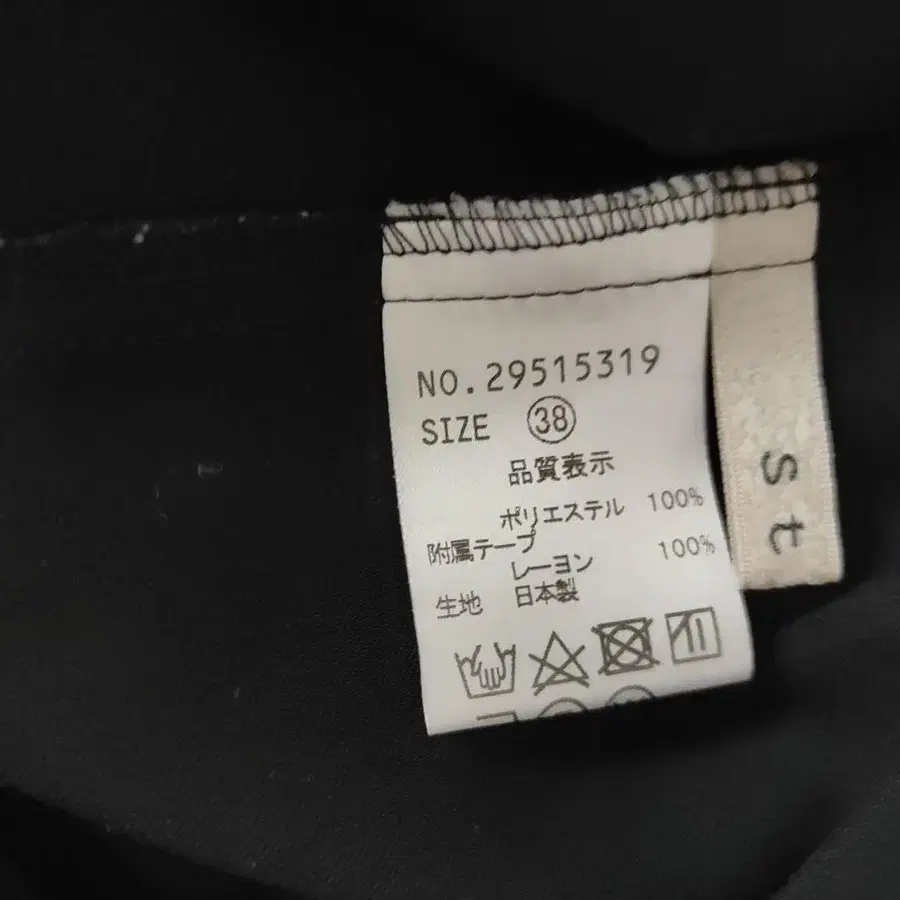 NO.29515319
SIZE 38
品質表示
ポリエステル 100%
附属テープ
レーヨン 100%
生地 日本製
st